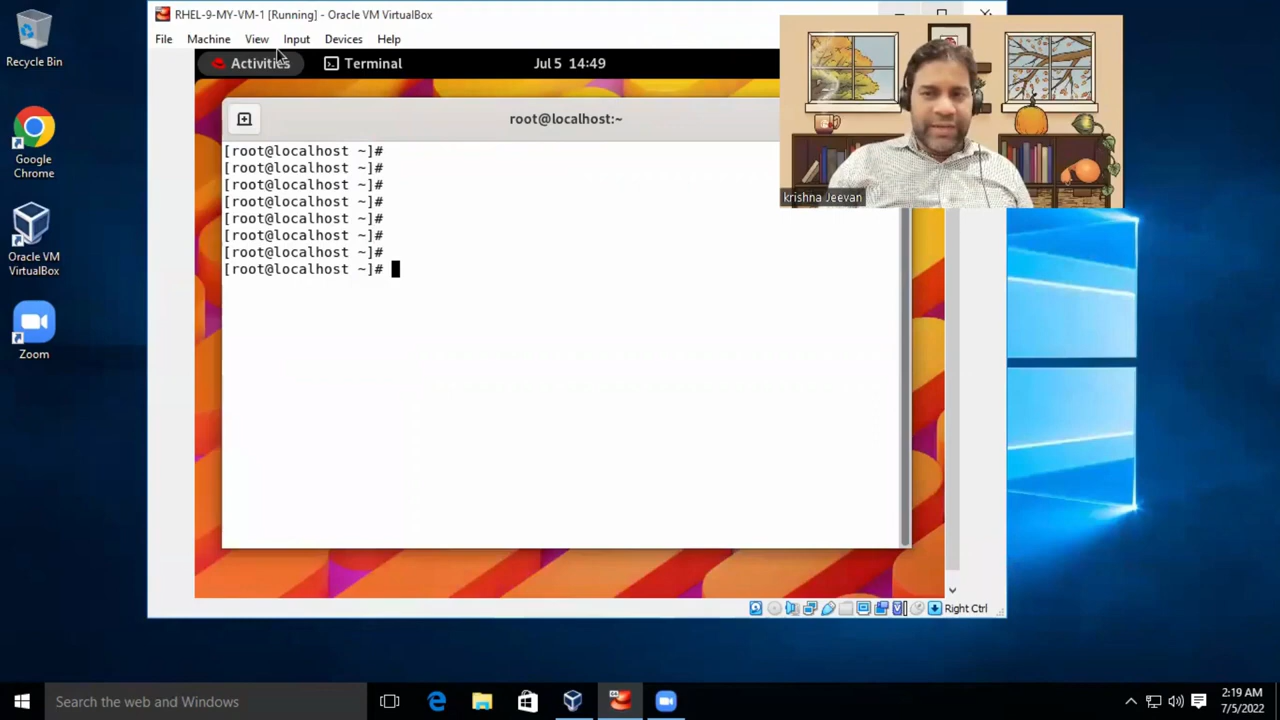 RHEL-9-MY-VM-1 [Running] - Oracle VM VirtualBox
File Machine View Input Devices Help
Activities Terminal Jul 5 14:49
root@localhost:~
[root@localhost ~]#
[root@localhost ~]#
[root@localhost ~]#
[root@localhost ~]#
[root@localhost ~]#
[root@localhost ~]#
[root@localhost ~]#
[root@localhost ~]#
krishna Jeevan
Recycle Bin
Google
Chrome
Oracle VM
VirtualBox
Zoom
Right Ctrl
Search the web and Windows
2:19 AM
7/5/2022